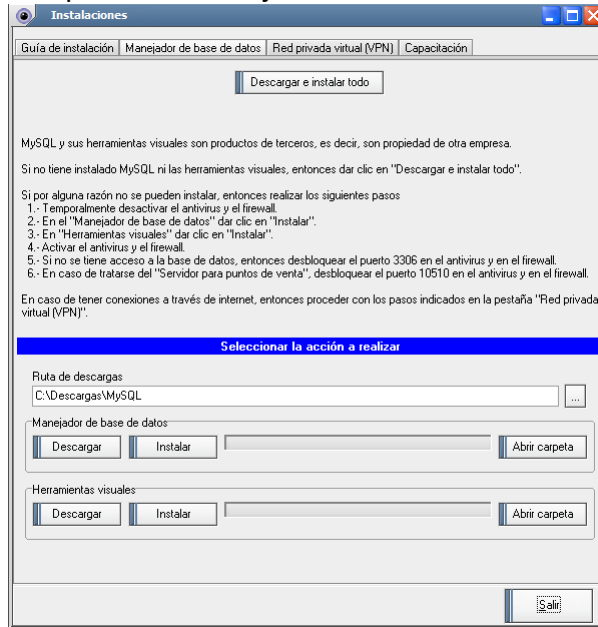 Instalaciones
Guía de instalación Manejador de base de datos Red privada virtual (VPN) Capacitación
Descargar e instalar todo
MySQL y sus herramientas visuales son productos de terceros, es decir, son propiedad de otra empresa.
Si no tiene instalado MySQL ni las herramientas visuales, entonces dar clic en "Descargar e instalar todo".
Si por alguna razón no se pueden instalar, entonces realizar los siguientes pasos
1.- Temporalmente desactivar el antivirus y el firewall.
2.- En el "Manejador de base de datos" dar clic en "Instalar".
3.- En "Herramientas visuales" dar clic en "Instalar".
4.- Activar el antivirus y el firewall.
5.- Si no se tiene acceso a la base de datos, entonces desbloquear el puerto 3306 en el antivirus y en el firewall.
6.- En caso de tratarse del "Servidor para puntos de venta", desbloquear el puerto 10510 en el antivirus y en el firewall.
En caso de tener conexiones a través de internet, entonces proceder con los pasos indicados en la pestaña "Red privada
virtual (VPN)".
Seleccionar la acción a realizar
Ruta de descargas
C:\Descargas\MySQL ...
Manejador de base de datos
Descargar Instalar Abrir carpeta
Herramientas visuales
Descargar Instalar Abrir carpeta
Salir